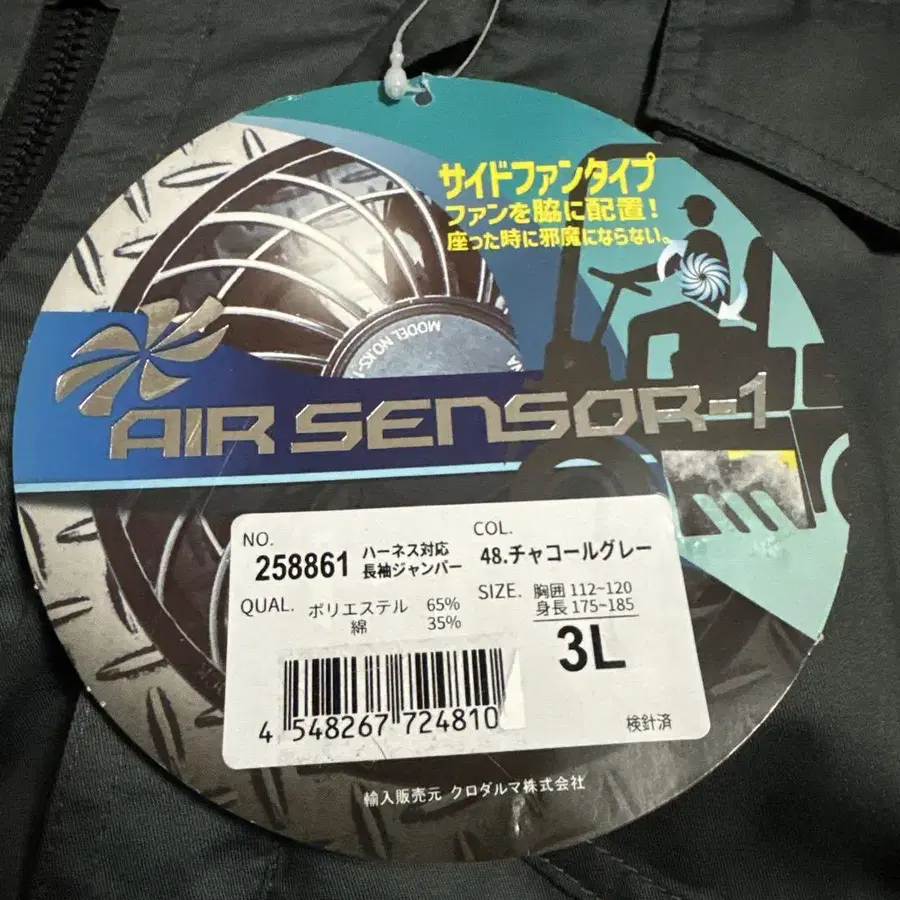 サイドファンタイプ
ファンを脇に配置!
座った時に邪魔にならない。
MODEL NO.KS-1
AIR SENSOR-1
NO.
258861
ハーネス対応
長袖ジャンパー
COL.
48.チャコールグレー
QUAL.
ポリエステル 65%
綿 35%
SIZE.
胸囲 112~120
身長 175~185
3L
4 548267 724810
検針済
輸入販売元 クロダルマ株式会社